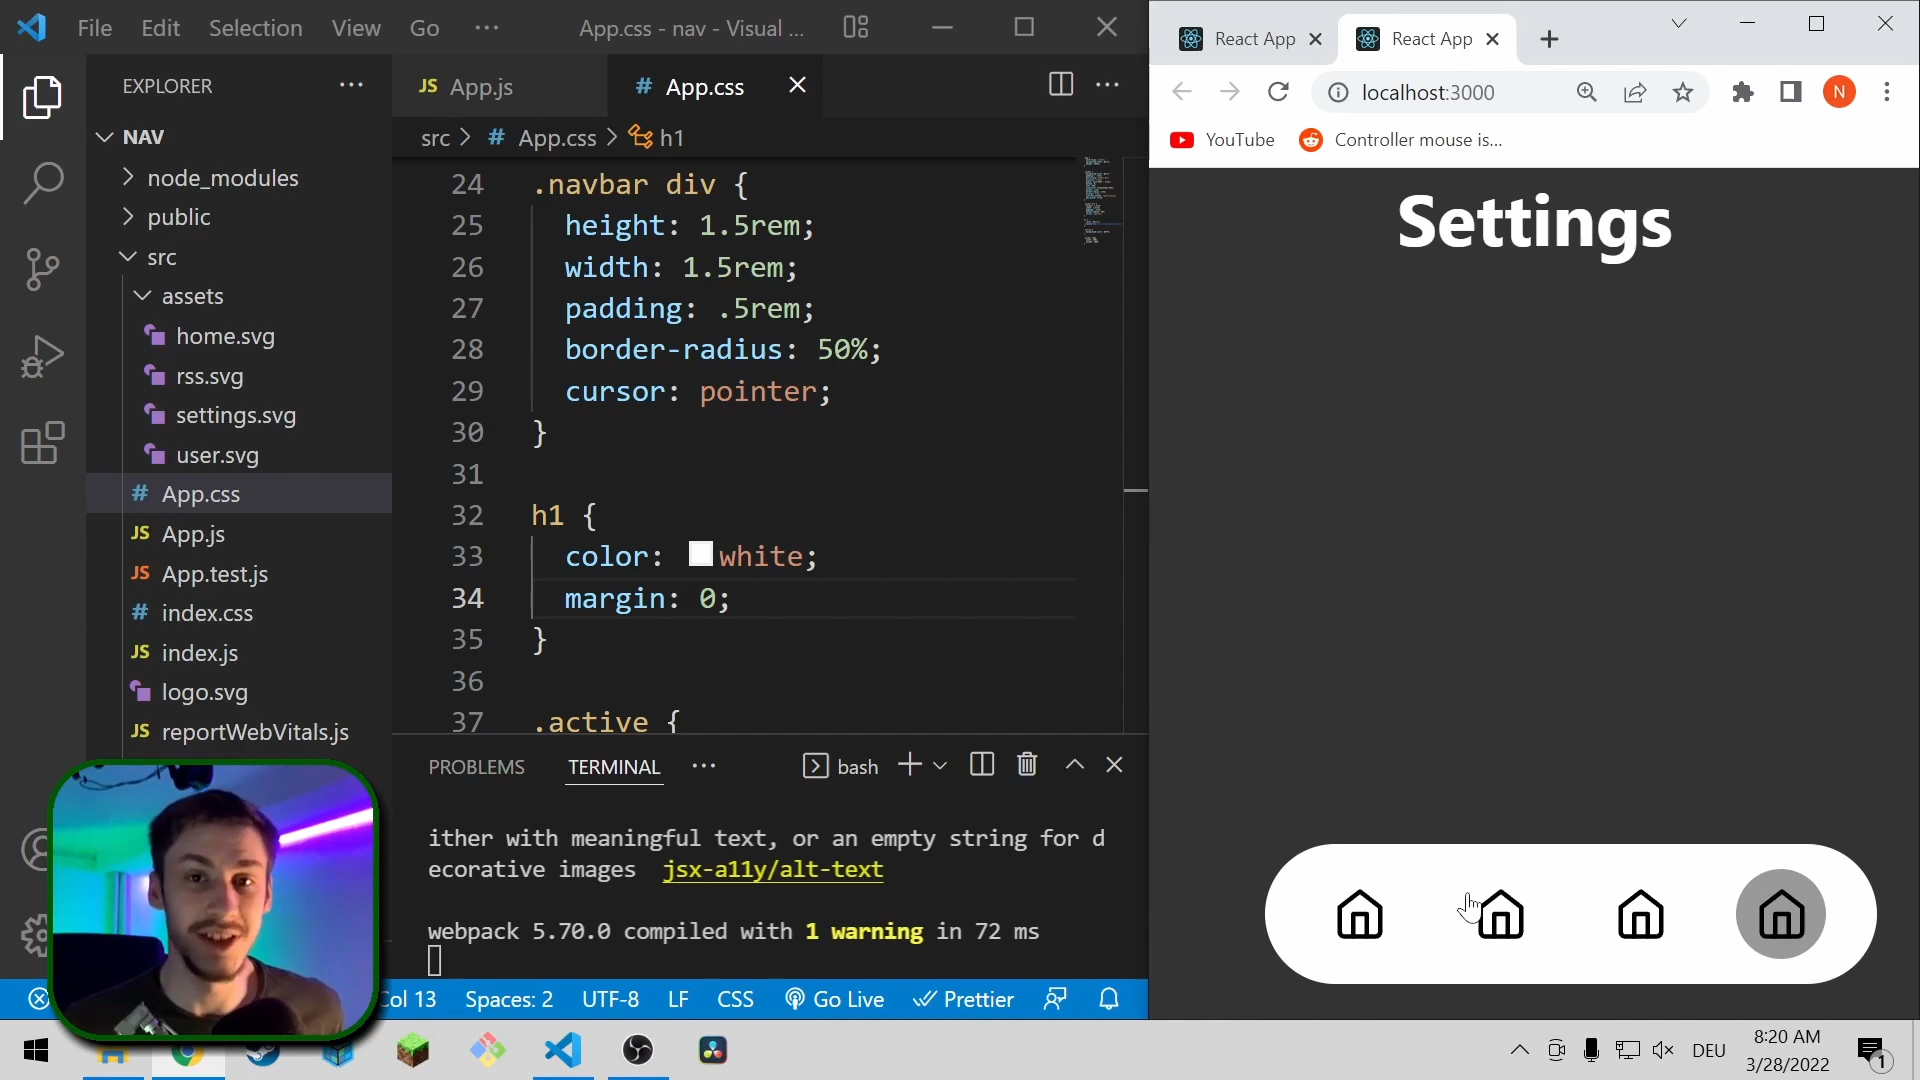 File Edit Selection View Go ··· App.css - nav - Visual ...
EXPLORER ···
NAV
node_modules
public
src
assets
home.svg
rss.svg
settings.svg
user.svg
# App.css
JS App.js
JS App.test.js
# index.css
JS index.js
logo.svg
JS reportWebVitals.js
JS App.js
# App.css
src > # App.css > h1
24 .navbar div {
25 height: 1.5rem;
26 width: 1.5rem;
27 padding: .5rem;
28 border-radius: 50%;
29 cursor: pointer;
30 }
31
32 h1 {
33 color: white;
34 margin: 0;
35 }
36
37 .active {
PROBLEMS TERMINAL ··· bash
ither with meaningful text, or an empty string for d
ecorative images jsx-a11y/alt-text
webpack 5.70.0 compiled with 1 warning in 72 ms
Col 13 Spaces: 2 UTF-8 LF CSS Go Live Prettier
React App
React App
localhost:3000
N
YouTube
Controller mouse is...
Settings
DEU
8:20 AM
3/28/2022
1